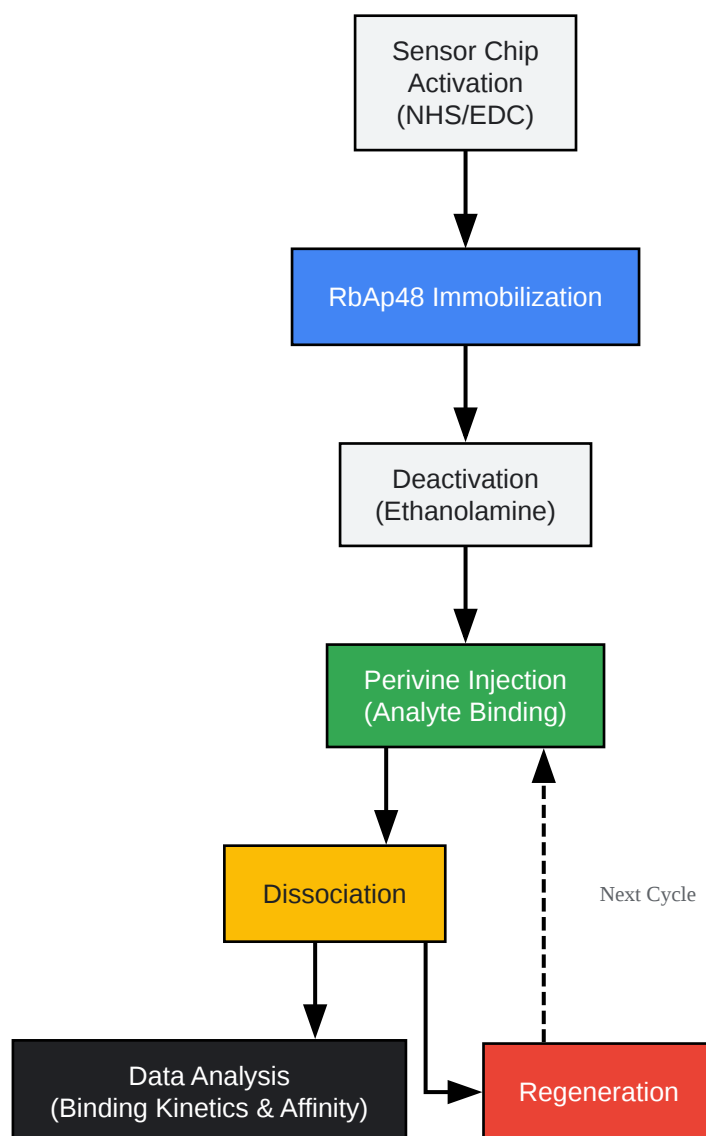 Sensor Chip
Activation
(NHS/EDC)
RbAp48 Immobilization
Deactivation
(Ethanolamine)
Perivine Injection
(Analyte Binding)
Dissociation
Next Cycle
Data Analysis
(Binding Kinetics & Affinity)
Regeneration